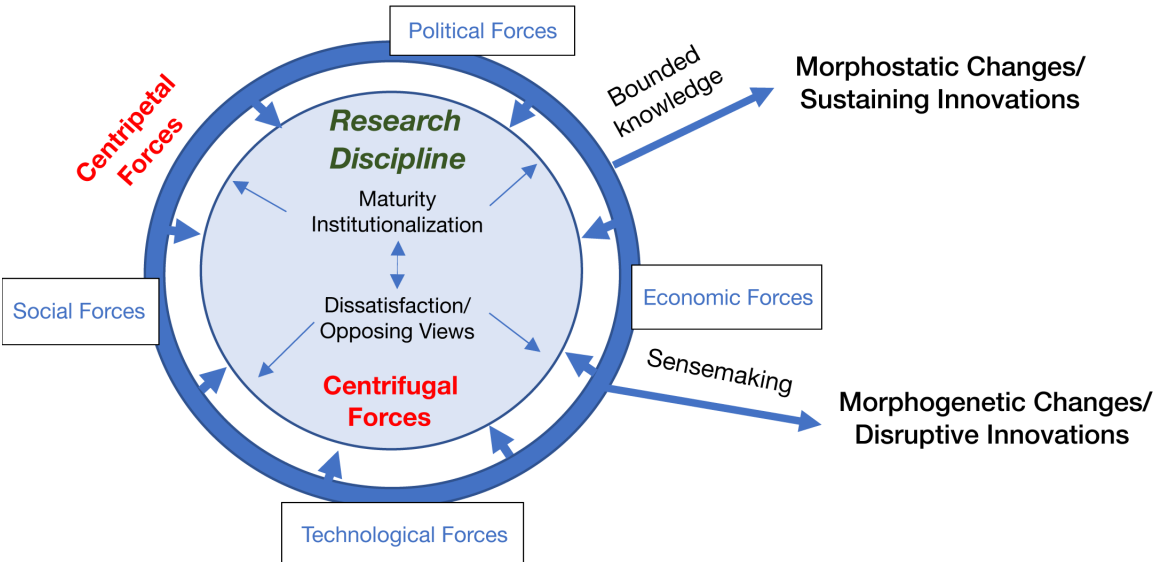 Political Forces
Centripetal
Forces
Research
Discipline
Maturity
Institutionalization
Dissatisfaction/
Opposing Views
Centrifugal
Forces
Social Forces
Economic Forces
Technological Forces
Bounded
knowledge
Morphostatic Changes/
Sustaining Innovations
Sensemaking
Morphogenetic Changes/
Disruptive Innovations